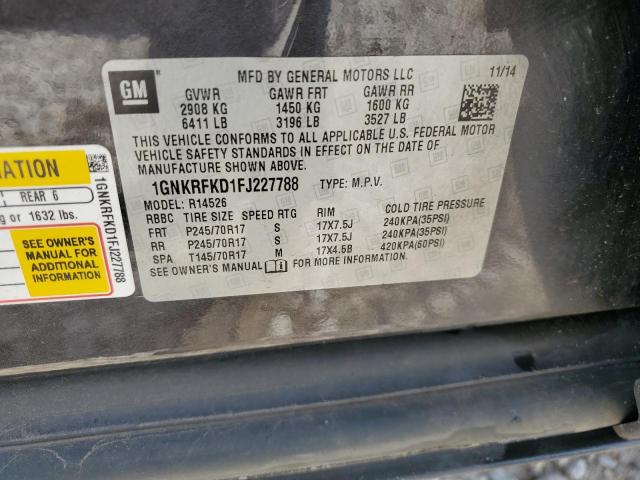 GM
MFD BY GENERAL MOTORS LLC 11/14
GVWR GAWR FRT GAWR RR
2908 KG 1450 KG 1600 KG
6411 LB 3196 LB 3527 LB
THIS VEHICLE CONFORMS TO ALL APPLICABLE U.S. FEDERAL MOTOR
VEHICLE SAFETY STANDARDS IN EFFECT ON THE DATE OF
MANUFACTURE SHOWN ABOVE.
1GNKRFKD1FJ227788 TYPE: M.P.V.
MODEL: R14526
RBBC TIRE SIZE SPEED RTG RIM COLD TIRE PRESSURE
FRT P245/70R17 S 17X7.5J 240KPA(35PSI)
RR P245/70R17 S 17X7.5J 240KPA(35PSI)
SPA T145/70R17 M 17X4.5B 420KPA(60PSI)
SEE OWNER'S MANUAL FOR MORE INFORMATION.
REAR 6
or 1632 lbs.
SEE OWNER'S
MANUAL FOR
ADDITIONAL
INFORMATION
1GNKRFKD1FJ227788